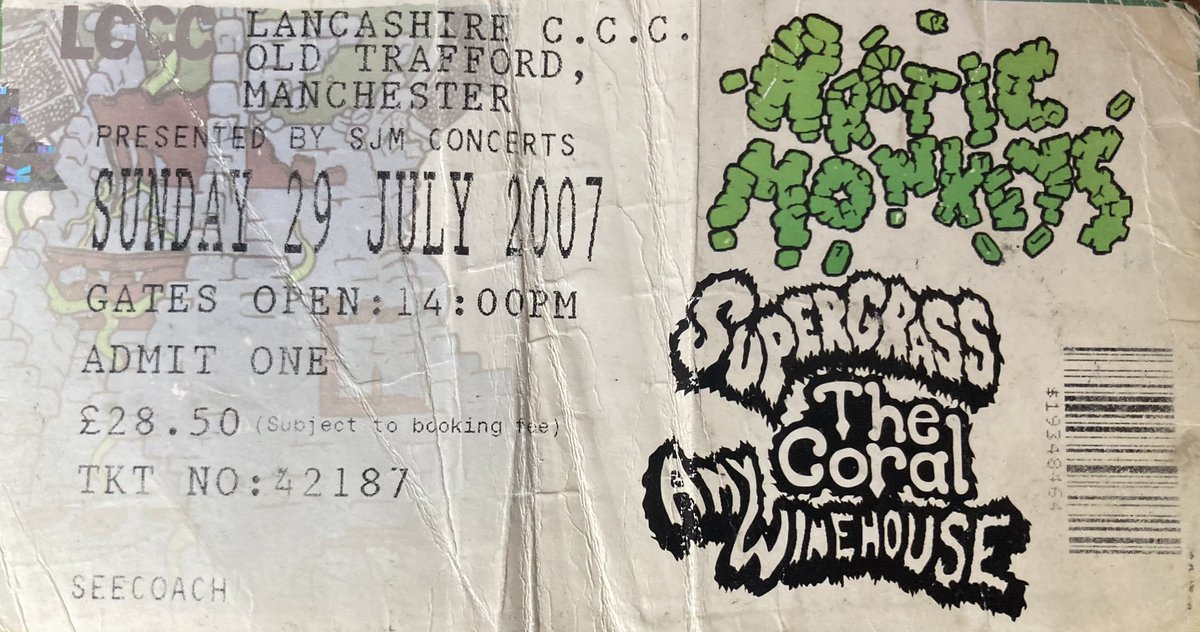 LCCC
LANCASHIRE C.C.C.
OLD TRAFFORD,
MANCHESTER
PRESENTED BY SJM CONCERTS
SUNDAY 29 JULY 2007
GATES OPEN:14:00PM
ADMIT ONE
£28.50 (Subject to booking fee)
TKT NO:42187
SEECOACH
ARCTIC
MONKEYS
SUPERGRASS
The
Coral
AMY
WINEHOUSE
$19348464